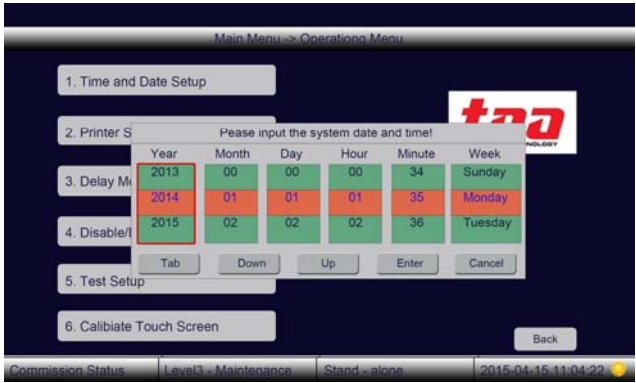 Main Menu -> Operationg Menu
1. Time and Date Setup
2. Printer S
Pease input the system date and time!
Year Month Day Hour Minute Week
2013 00 00 00 34 Sunday
2014 01 01 01 35 Monday
2015 02 02 02 36 Tuesday
Tab Down Up Enter Cancel
3. Delay M
4. Disable/
5. Test Setup
6. Calibiate Touch Screen
Back
Commission Status Level3 - Maintenance Stand - alone 2015-04-15 11:04:22